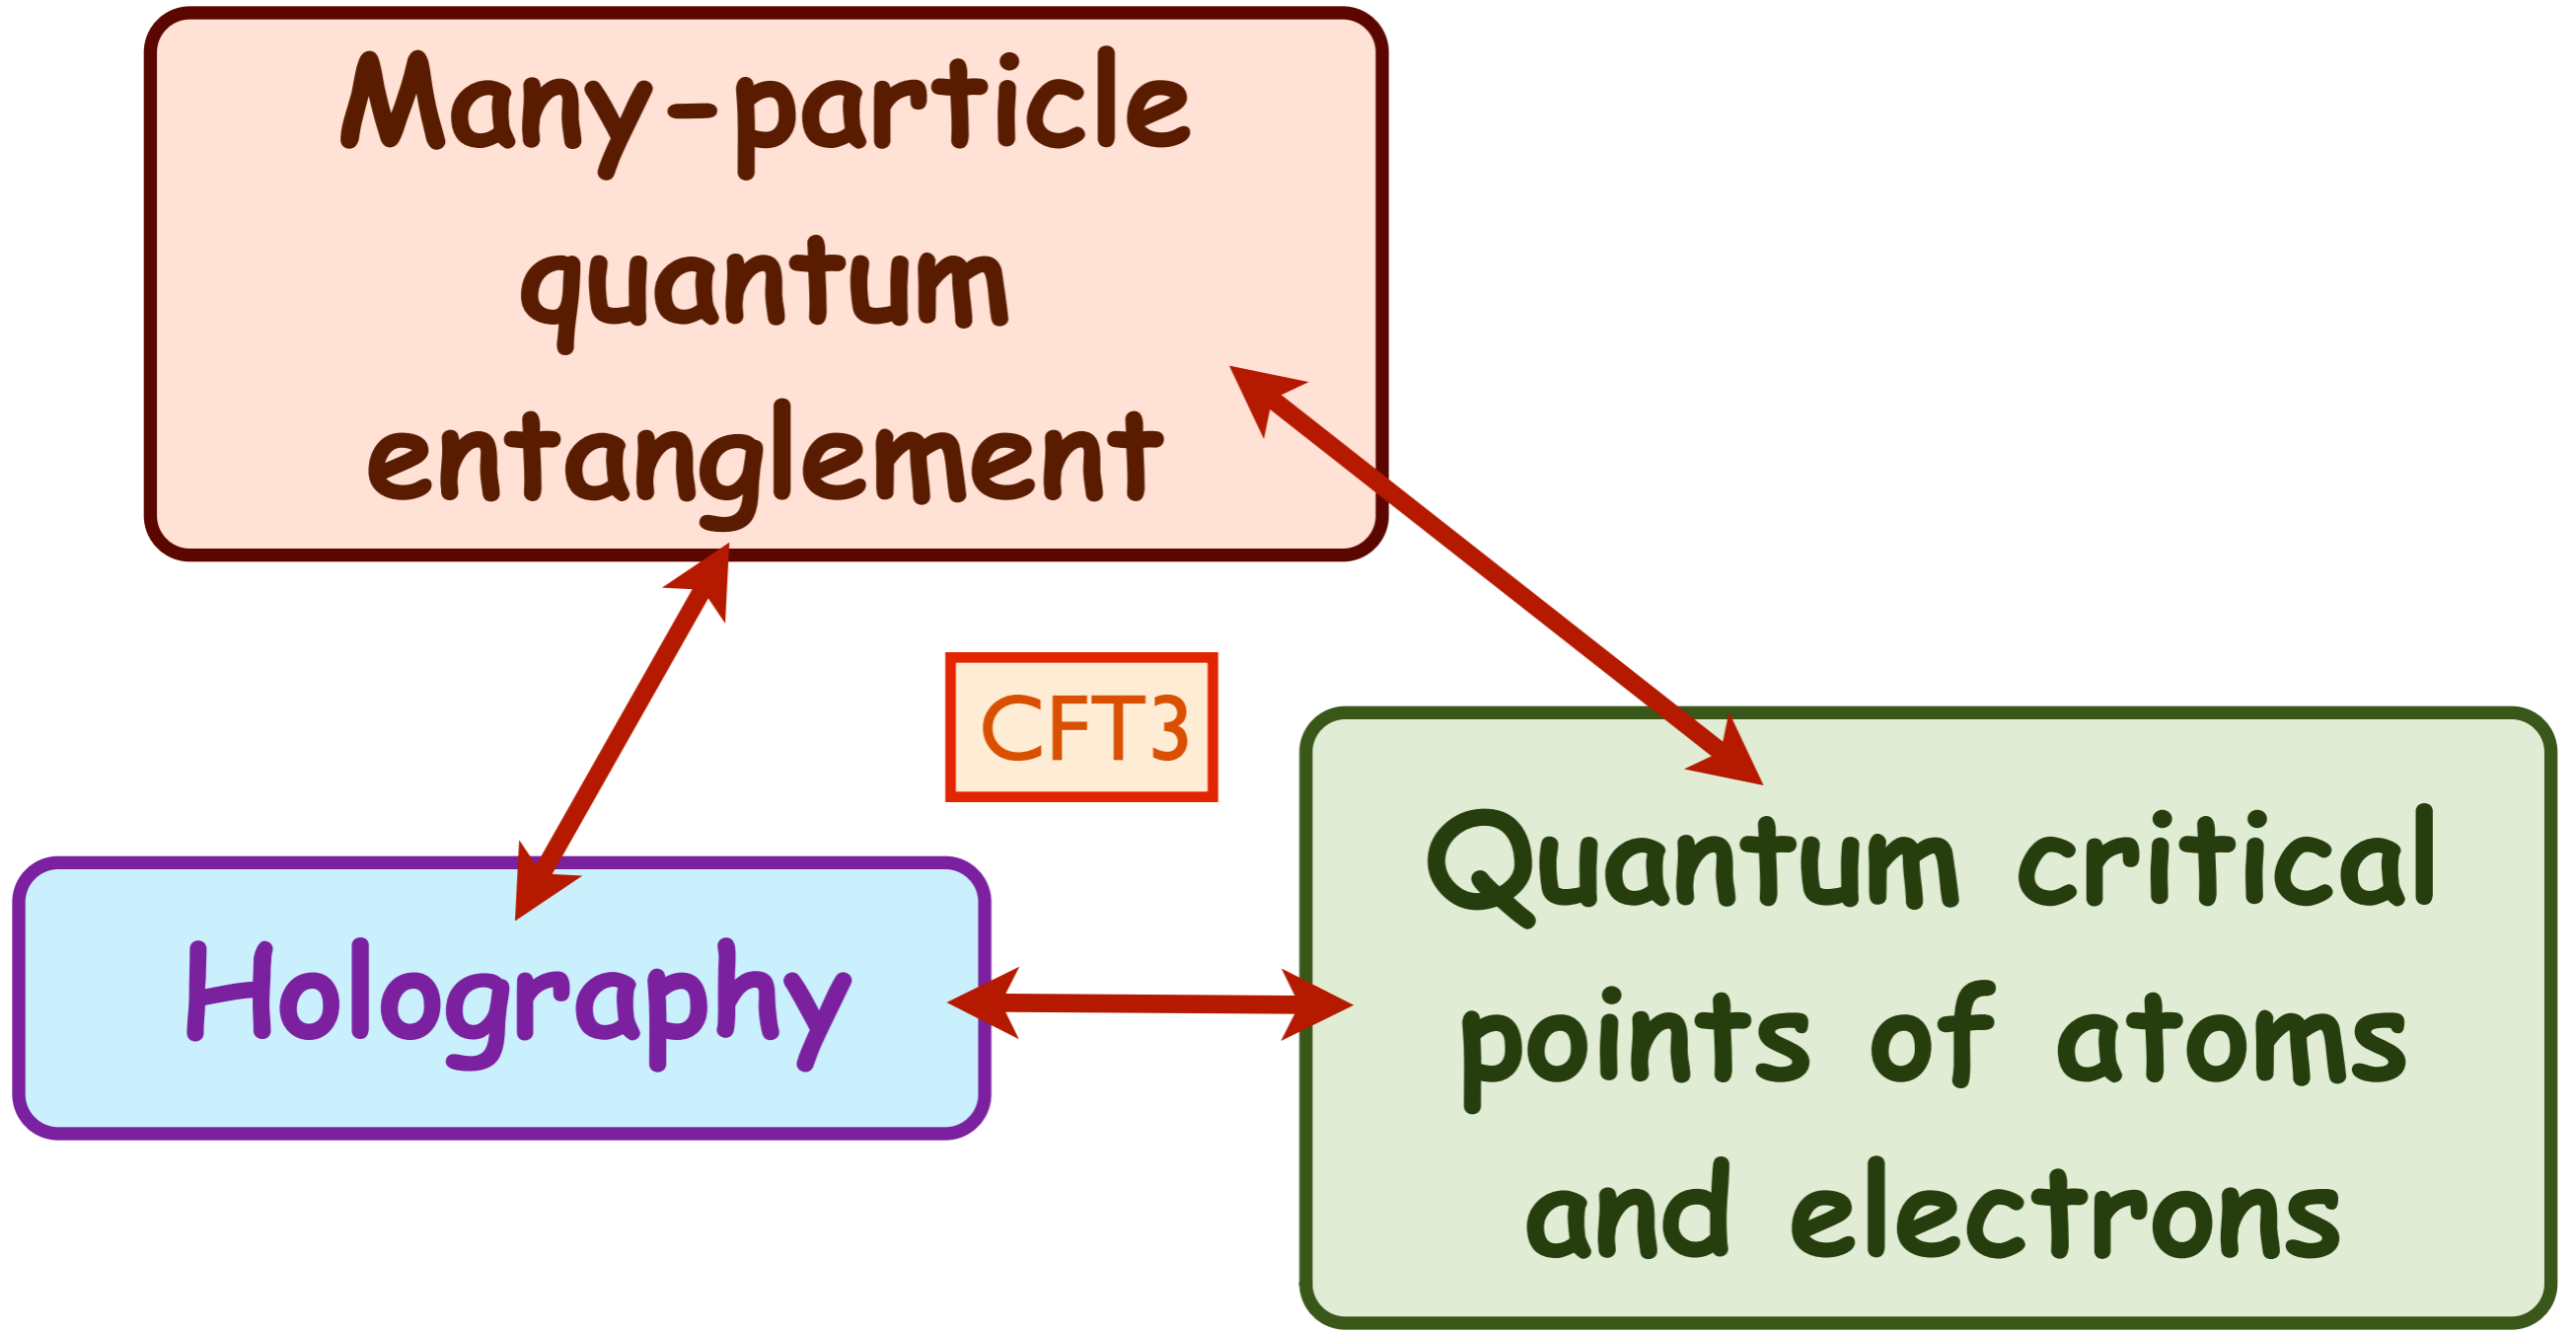 Many-particle
quantum
entanglement
CFT3
Holography
Quantum critical
points of atoms
and electrons